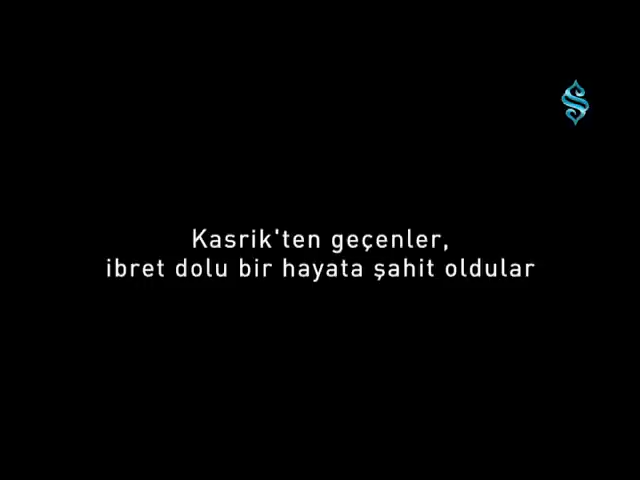 Kasrik'ten geçenler,
ibret dolu bir hayata şahit oldular